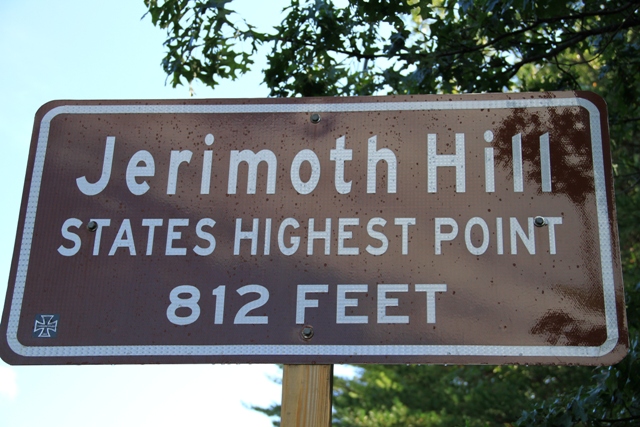 Jerimoth Hill
STATES HIGHEST POINT
812 FEET